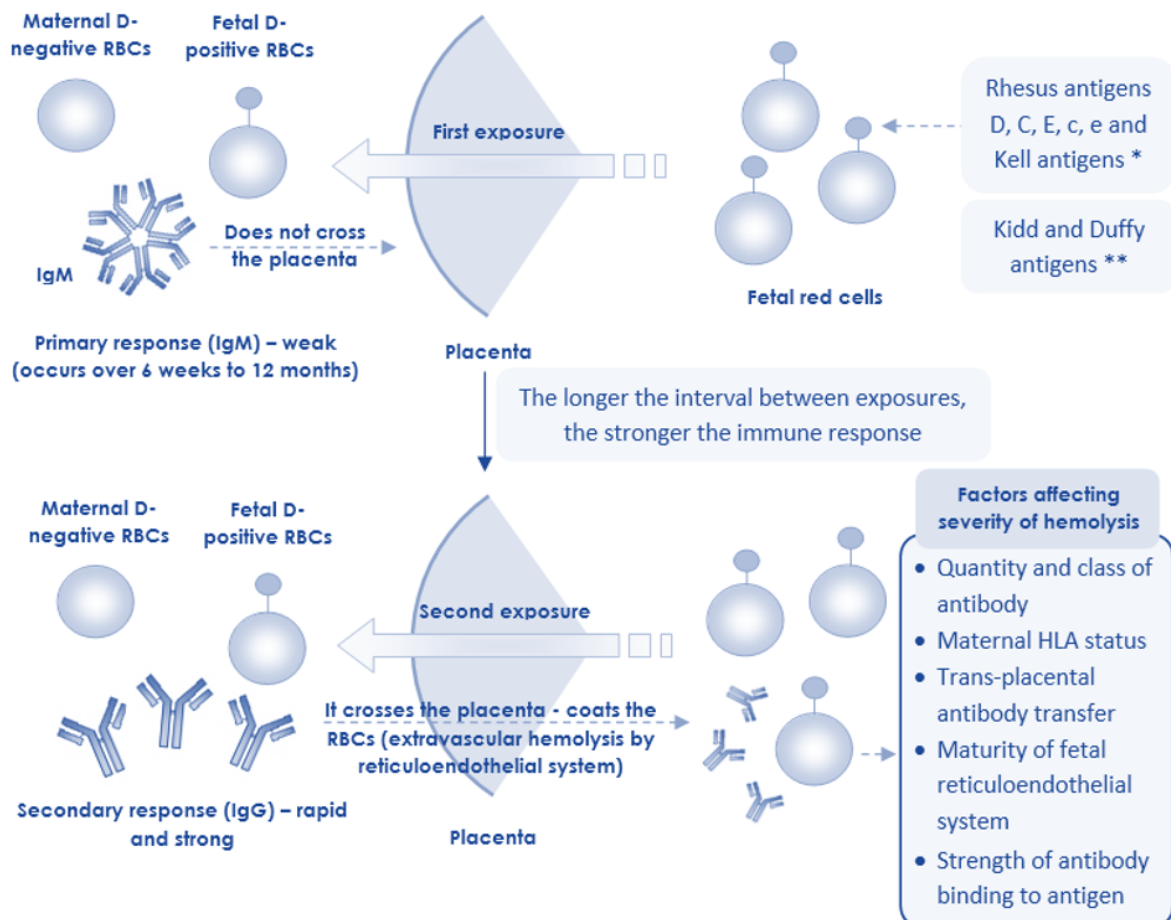 Maternal D-
negative RBCs
Fetal D-
positive RBCs
First exposure
Rhesus antigens
D, C, E, c, e and
Kell antigens *
Does not cross
the placenta
IgM
Kidd and Duffy
antigens **
Fetal red cells
Primary response (IgM) – weak
(occurs over 6 weeks to 12 months)
Placenta
The longer the interval between exposures,
the stronger the immune response
Maternal D-
negative RBCs
Fetal D-
positive RBCs
Factors affecting
severity of hemolysis
Second exposure
• Quantity and class of
antibody
• Maternal HLA status
• Trans-placental
antibody transfer
• Maturity of fetal
reticuloendothelial
system
• Strength of antibody
binding to antigen
It crosses the placenta - coats the
RBCs (extravascular hemolysis by
reticuloendothelial system)
Secondary response (IgG) – rapid
and strong
Placenta